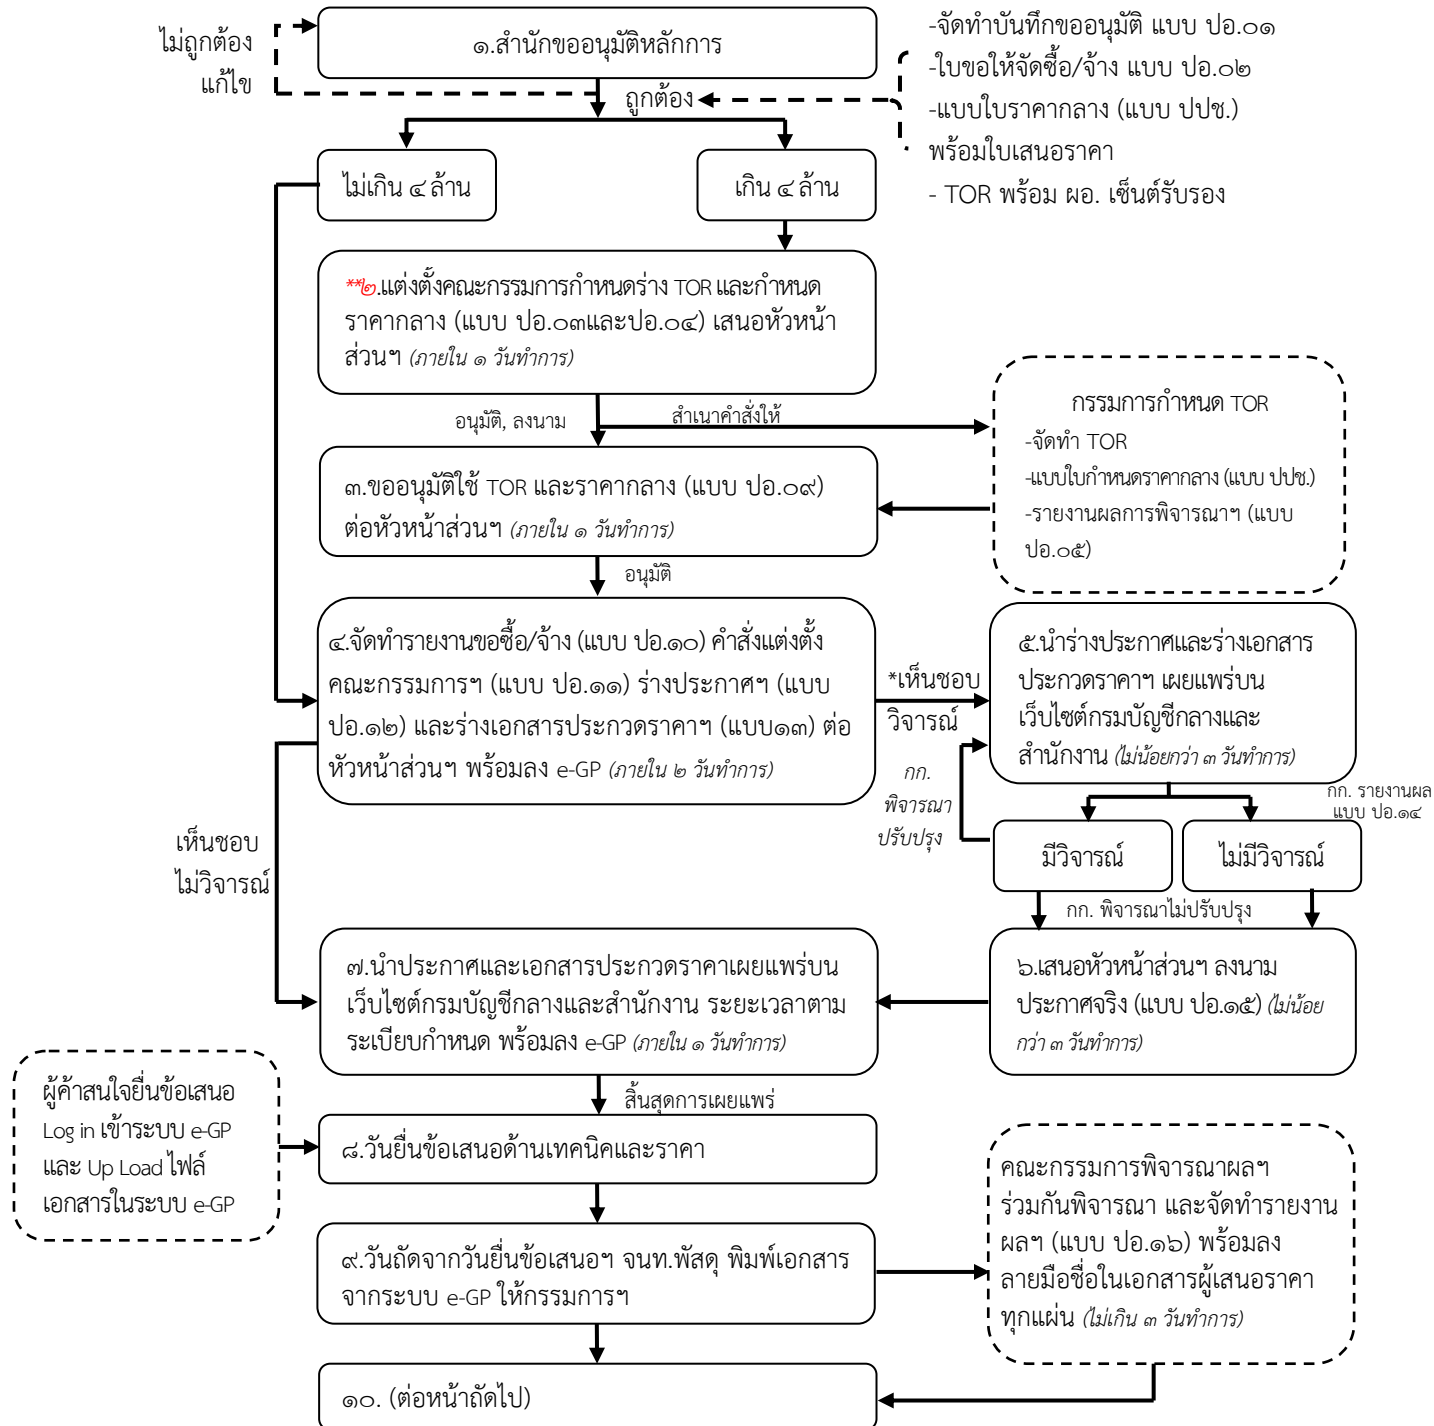 ไม่ถูกต้อง
แก้ไข
๑.สำนักขออนุมัติหลักการ
-จัดทำบันทึกขออนุมัติ แบบ ปอ.๐๑
-ใบขอให้จัดซื้อ/จ้าง แบบ ปอ.๐๒
-แบบใบราคากลาง (แบบ ปปช.)
พร้อมใบเสนอราคา
- TOR พร้อม ผอ. เซ็นต์รับรอง
ถูกต้อง
ไม่เกิน ๔ ล้าน
เกิน ๔ ล้าน
**๒.แต่งตั้งคณะกรรมการกำหนดร่าง TOR และกำหนด
ราคากลาง (แบบ ปอ.๐๓และปอ.๐๔) เสนอหัวหน้า
ส่วนฯ (ภายใน ๑ วันทำการ)
อนุมัติ, ลงนาม
สำเนาคำสั่งให้
กรรมการกำหนด TOR
-จัดทำ TOR
-แบบใบกำหนดราคากลาง (แบบ ปปช.)
-รายงานผลการพิจารณาฯ (แบบ
ปอ.๐๕)
๓.ขออนุมัติใช้ TOR และราคากลาง (แบบ ปอ.๐๙)
ต่อหัวหน้าส่วนฯ (ภายใน ๑ วันทำการ)
อนุมัติ
๔.จัดทำรายงานขอซื้อ/จ้าง (แบบ ปอ.๑๐) คำสั่งแต่งตั้ง
คณะกรรมการฯ (แบบ ปอ.๑๑) ร่างประกาศฯ (แบบ
ปอ.๑๒) และร่างเอกสารประกวดราคาฯ (แบบ๑๓) ต่อ
หัวหน้าส่วนฯ พร้อมลง e-GP (ภายใน ๒ วันทำการ)
*เห็นชอบ
วิจารณ์
๕.นำร่างประกาศและร่างเอกสาร
ประกวดราคาฯ เผยแพร่บน
เว็บไซต์กรมบัญชีกลางและ
สำนักงาน (ไม่น้อยกว่า ๓ วันทำการ)
กก.
พิจารณา
ปรับปรุง
กก. รายงานผล
แบบ ปอ.๑๔
มีวิจารณ์
ไม่มีวิจารณ์
กก. พิจารณาไม่ปรับปรุง
เห็นชอบ
ไม่วิจารณ์
๗.นำประกาศและเอกสารประกวดราคาเผยแพร่บน
เว็บไซต์กรมบัญชีกลางและสำนักงาน ระยะเวลาตาม
ระเบียบกำหนด พร้อมลง e-GP (ภายใน ๑ วันทำการ)
๖.เสนอหัวหน้าส่วนฯ ลงนาม
ประกาศจริง (แบบ ปอ.๑๕) (ไม่น้อย
กว่า ๓ วันทำการ)
สิ้นสุดการเผยแพร่
ผู้ค้าสนใจยื่นข้อเสนอ
Log in เข้าระบบ e-GP
และ Up Load ไฟล์
เอกสารในระบบ e-GP
๘.วันยื่นข้อเสนอด้านเทคนิคและราคา
๙.วันถัดจากวันยื่นข้อเสนอฯ จนท.พัสดุ พิมพ์เอกสาร
จากระบบ e-GP ให้กรรมการฯ
คณะกรรมการพิจารณาผลฯ
ร่วมกันพิจารณา และจัดทำรายงาน
ผลฯ (แบบ ปอ.๑๖) พร้อมลง
ลายมือชื่อในเอกสารผู้เสนอราคา
ทุกแผ่น (ไม่เกิน ๓ วันทำการ)
๑๐. (ต่อหน้าถัดไป)